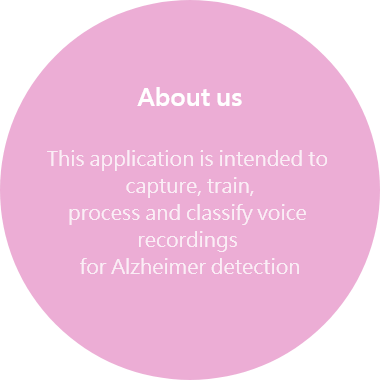 About us
This application is intended to
capture, train,
process and classify voice
recordings
for Alzheimer detection